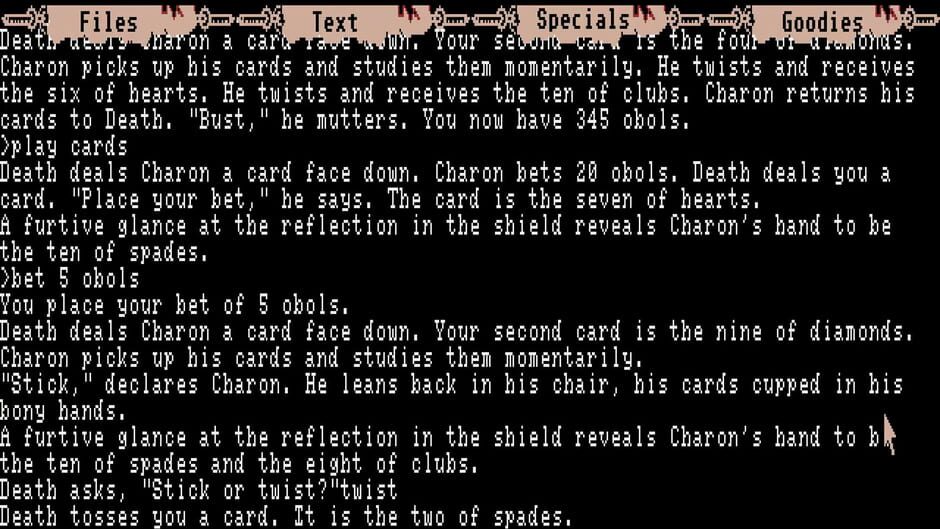 Files Text Specials Goodies
Death deals Charon a card face down. Your second card is the four of diamonds.
Charon picks up his cards and studies them momentarily. He twists and receives
the six of hearts. He twists and receives the ten of clubs. Charon returns his
cards to Death. "Bust," he mutters. You now have 345 obols.
>play cards
Death deals Charon a card face down. Charon bets 20 obols. Death deals you a
card. "Place your bet," he says. The card is the seven of hearts.
A furtive glance at the reflection in the shield reveals Charon's hand to be
the ten of spades.
>bet 5 obols
You place your bet of 5 obols.
Death deals Charon a card face down. Your second card is the nine of diamonds.
Charon picks up his cards and studies them momentarily.
"Stick," declares Charon. He leans back in his chair, his cards cupped in his
bony hands.
A furtive glance at the reflection in the shield reveals Charon's hand to b
the ten of spades and the eight of clubs.
Death asks, "Stick or twist?"twist
Death tosses you a card. It is the two of spades.